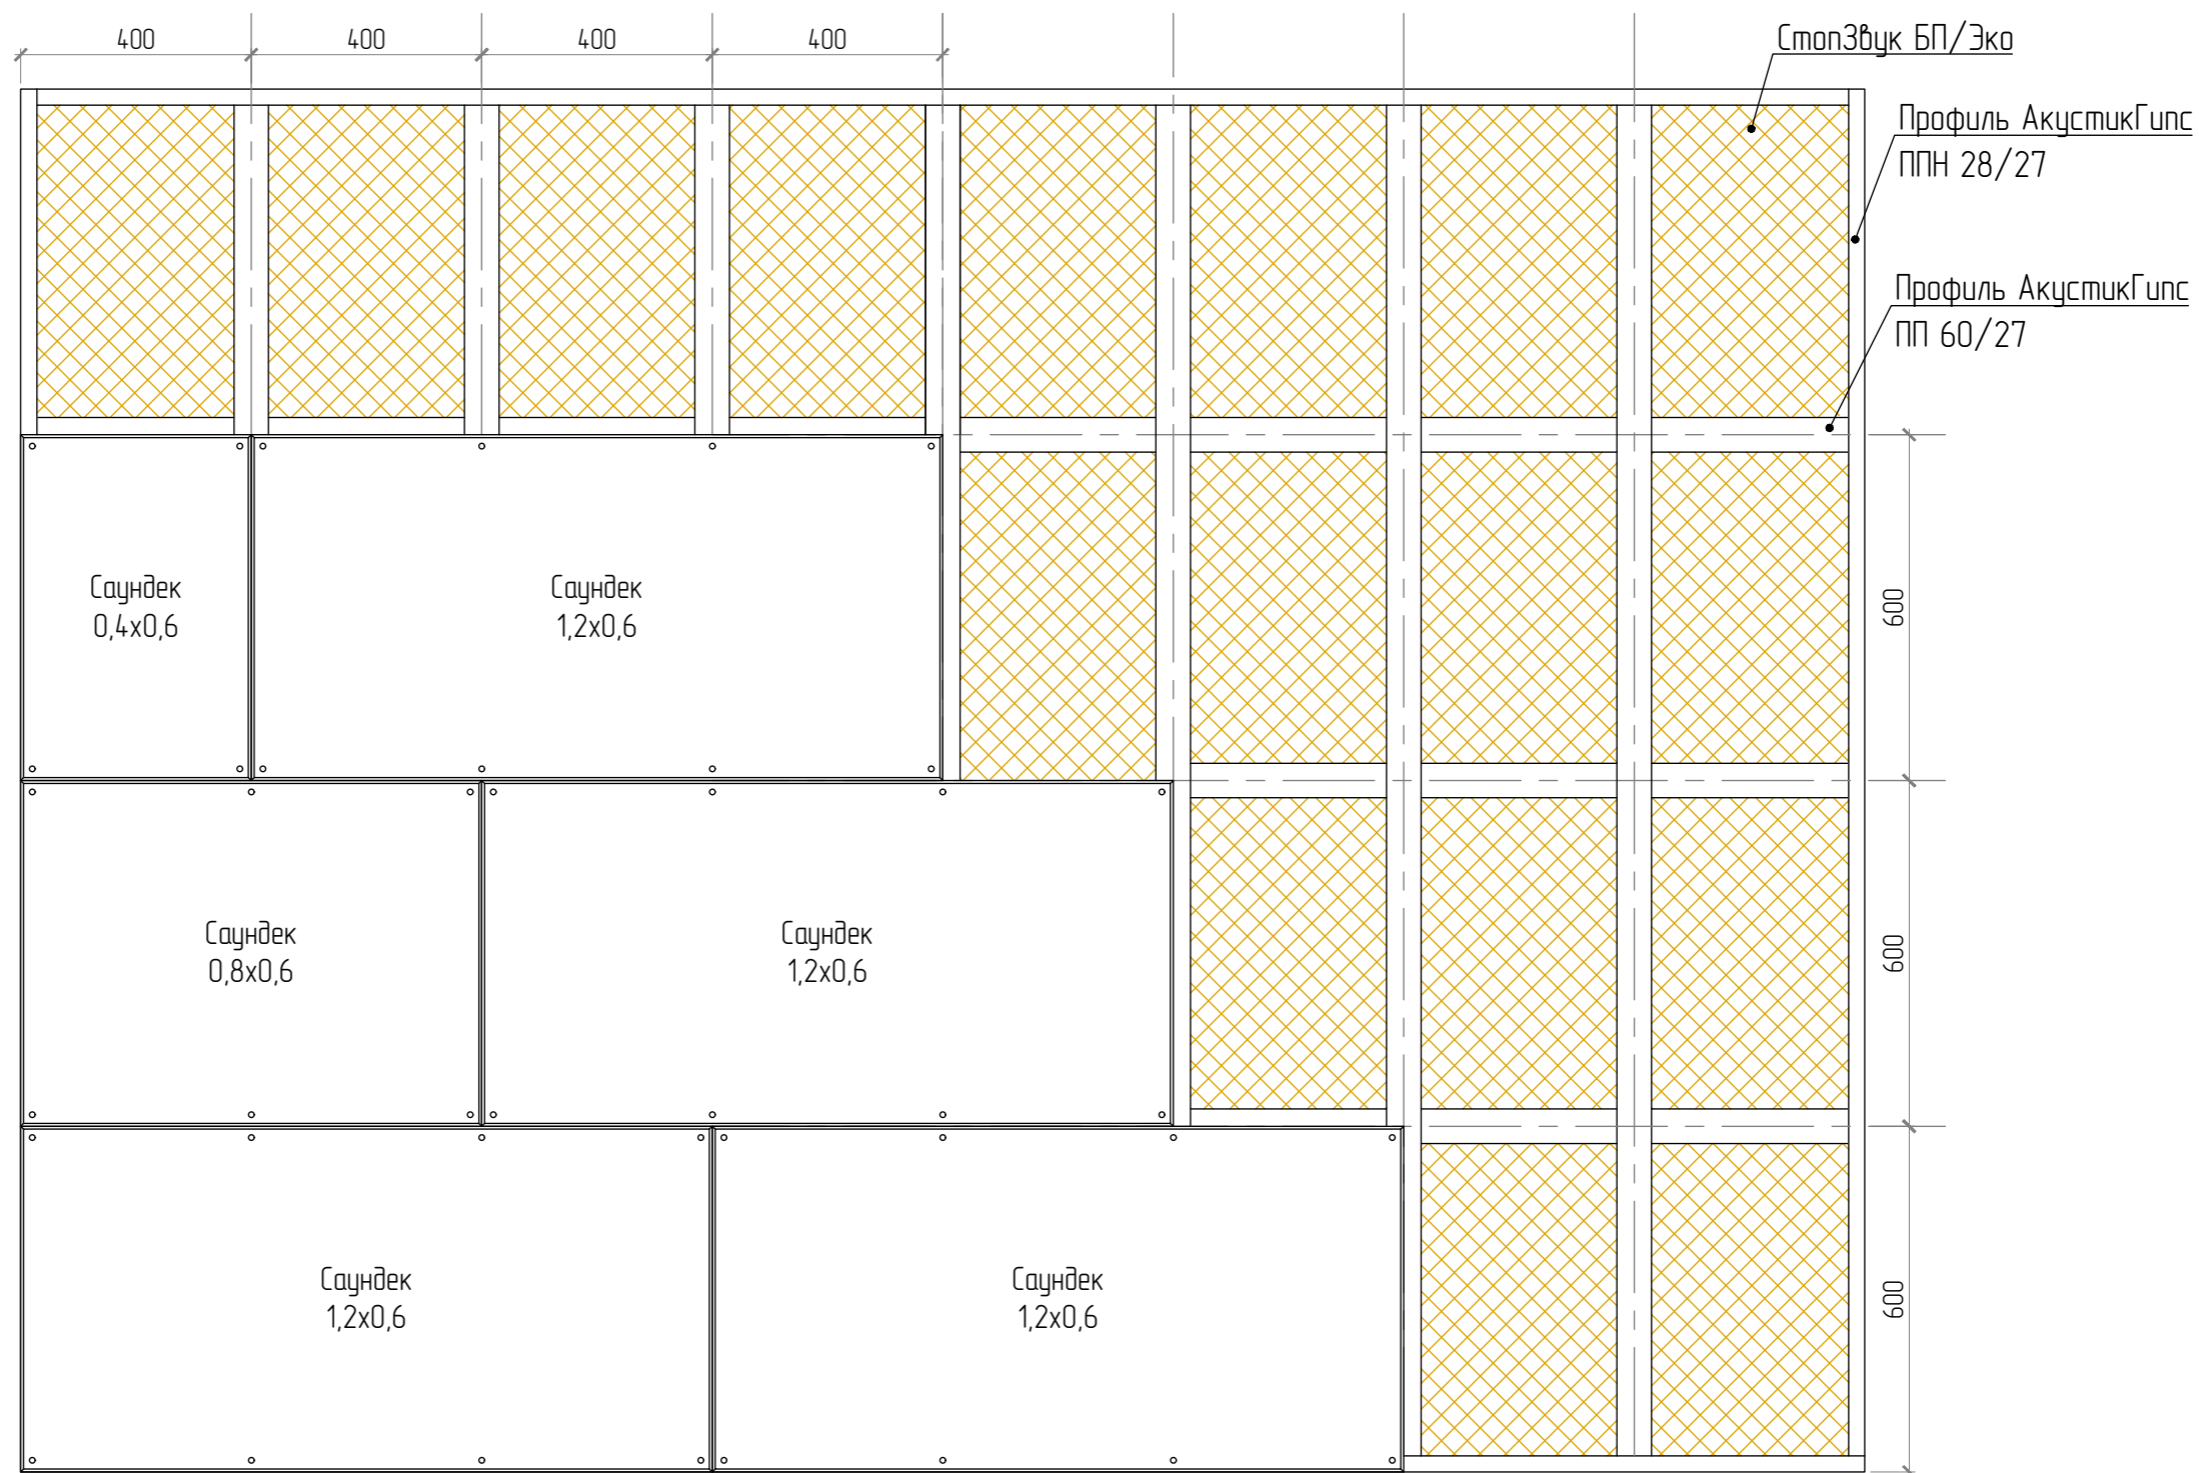 400
400
400
400
СтопЗвук БП/Эко
Профиль АкустикГипс
ППН 28/27
Профиль АкустикГипс
ПП 60/27
Саундек
0,4х0,6
Саундек
1,2х0,6
600
Саундек
0,8х0,6
Саундек
1,2х0,6
600
Саундек
1,2х0,6
Саундек
1,2х0,6
600